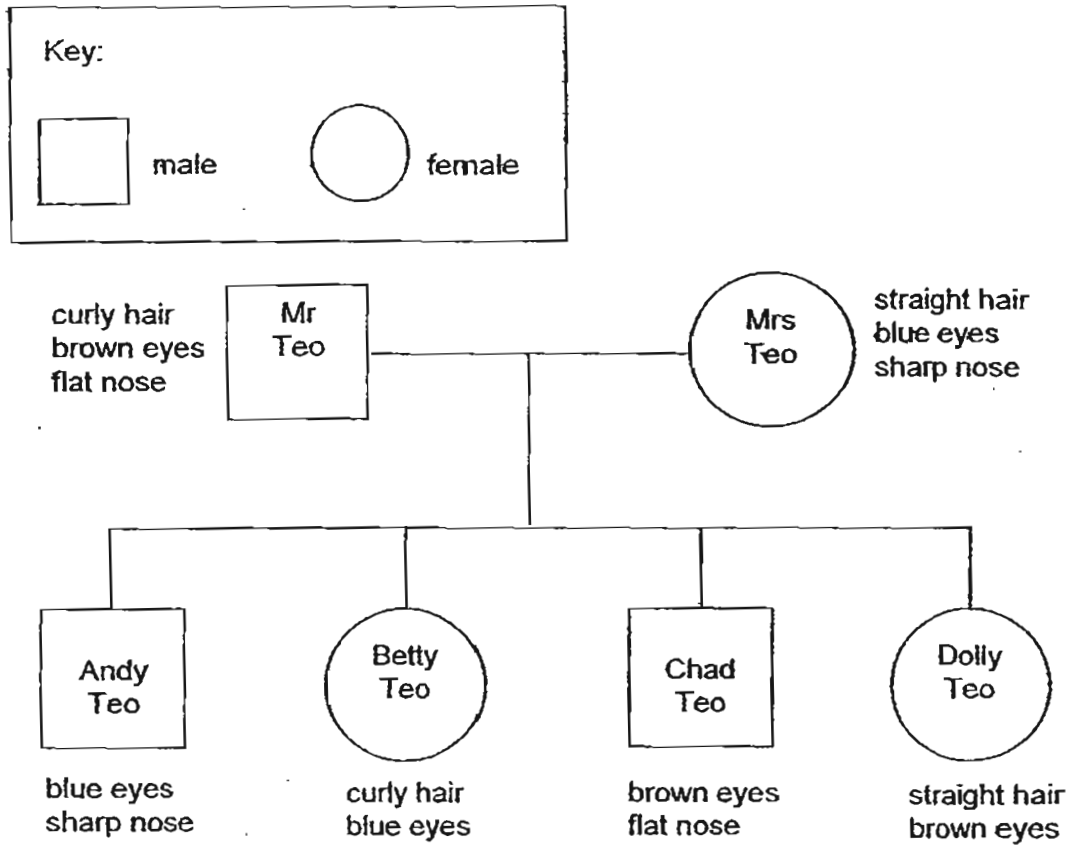 Key:
male
female
curly hair
brown eyes
flat nose
Mr
Teo
Mrs
Teo
straight hair
blue eyes
sharp nose
Andy
Teo
Betty
Teo
Chad
Teo
Dolly
Teo
blue eyes
sharp nose
curly hair
blue eyes
brown eyes
flat nose
straight hair
brown eyes